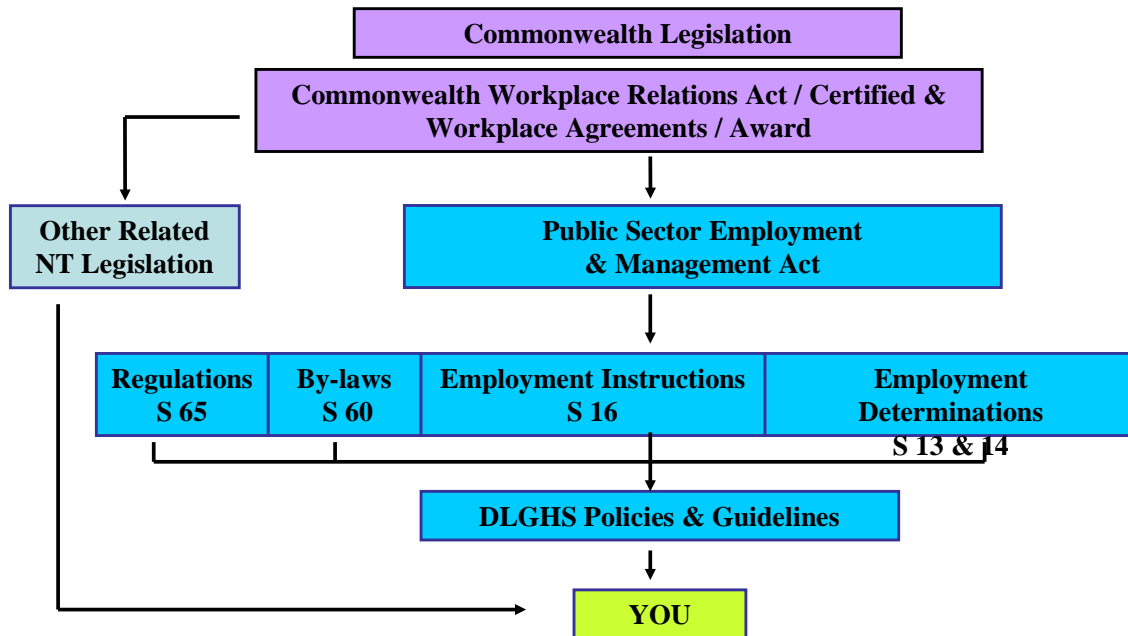 Commonwealth Legislation
Commonwealth Workplace Relations Act / Certified &
Workplace Agreements / Award
Other Related
NT Legislation
Public Sector Employment
& Management Act
Regulations
S 65
By-laws
S 60
Employment Instructions
S 16
Employment
Determinations
S 13 & 14
DLGHS Policies & Guidelines
YOU